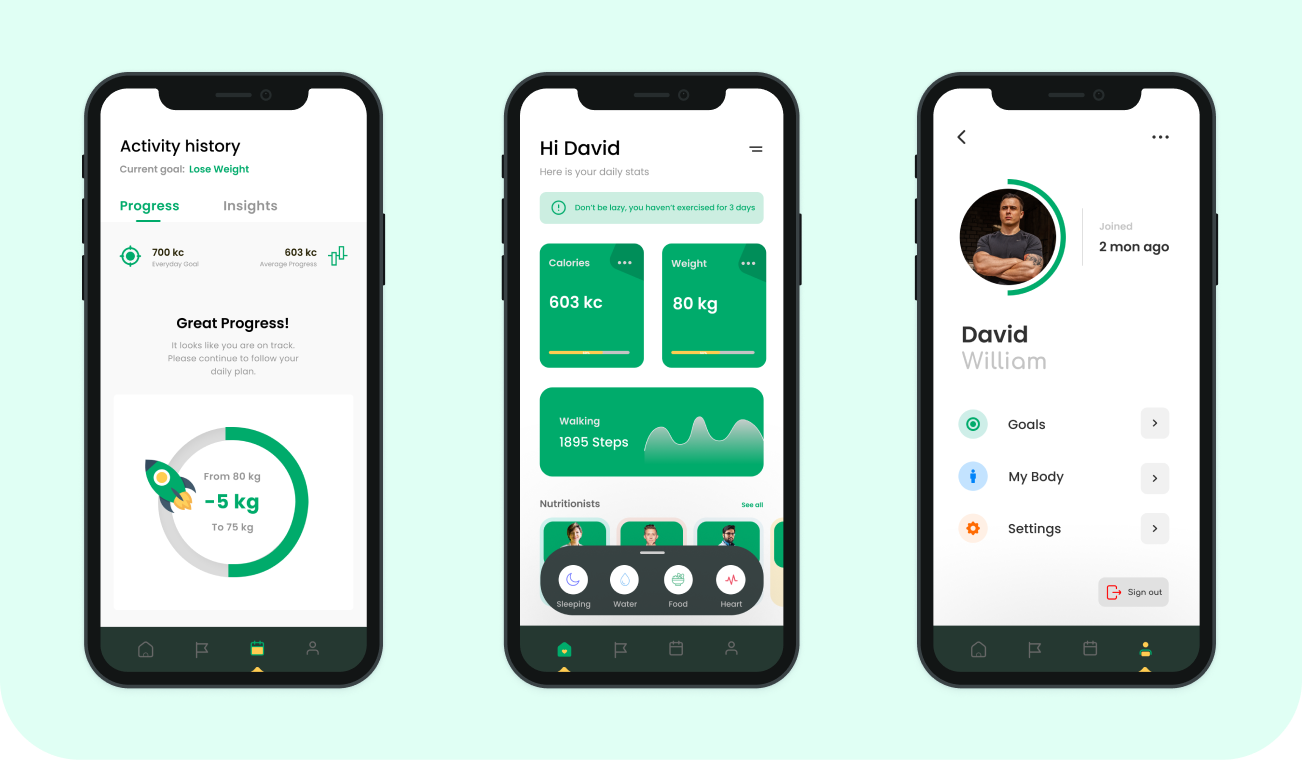 Activity history
Current goal: Lose Weight
Progress Insights
700 kc
Everyday Goal
603 kc
Average Progress
Great Progress!
It looks like you are on track.
Please continue to follow your
daily plan.
From 80 kg
-5 kg
To 75 kg
Hi David
Here is your daily stats
Don't be lazy, you haven't exercised for 3 days
Calories
603 kc
Weight
80 kg
Walking
1895 Steps
Nutritionists See all
Sleeping Water Food Heart
Joined
2 mon ago
David
William
Goals
My Body
Settings
Sign out